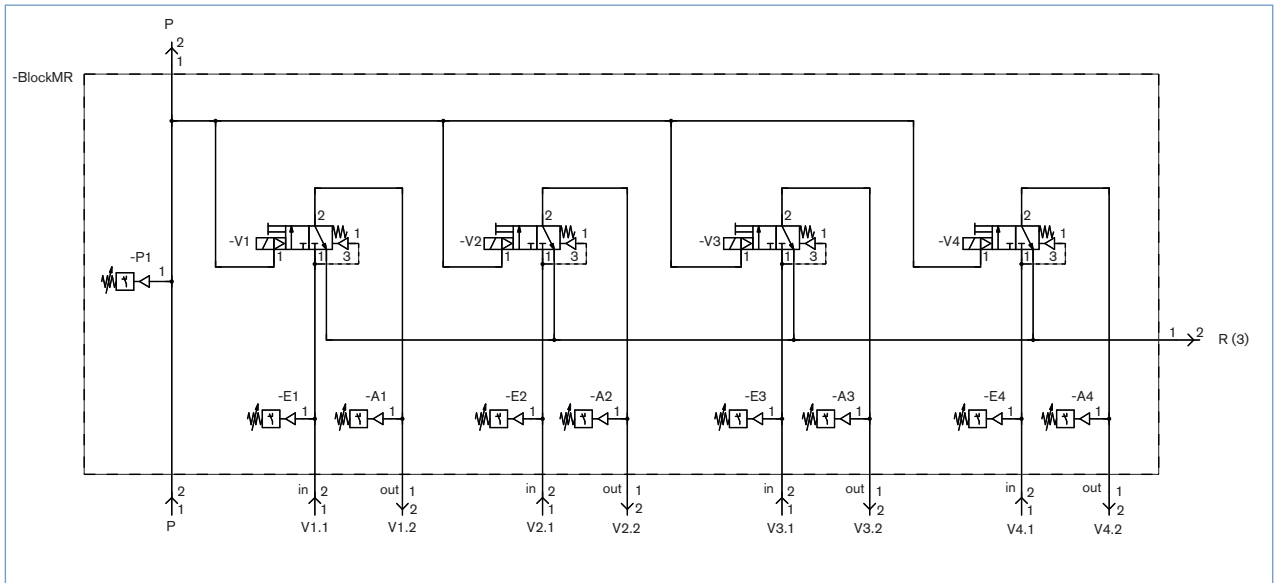 P
2
1
-BlockMR
2 2 2 2
-V1 1 1 3 1 -V2 1 1 3 1 -V3 1 1 3 1 -V4 1 1 3 1
-P1 1
1 2 R (3)
-E1 1 -A1 1 -E2 1 -A2 1 -E3 1 -A3 1 -E4 1 -A4 1
2 in 2 out 1 in 2 out 1 in 2 out 1 in 2 out 1
1 1 2 1 2 1 2 1 2
P V1.1 V1.2 V2.1 V2.2 V3.1 V3.2 V4.1 V4.2